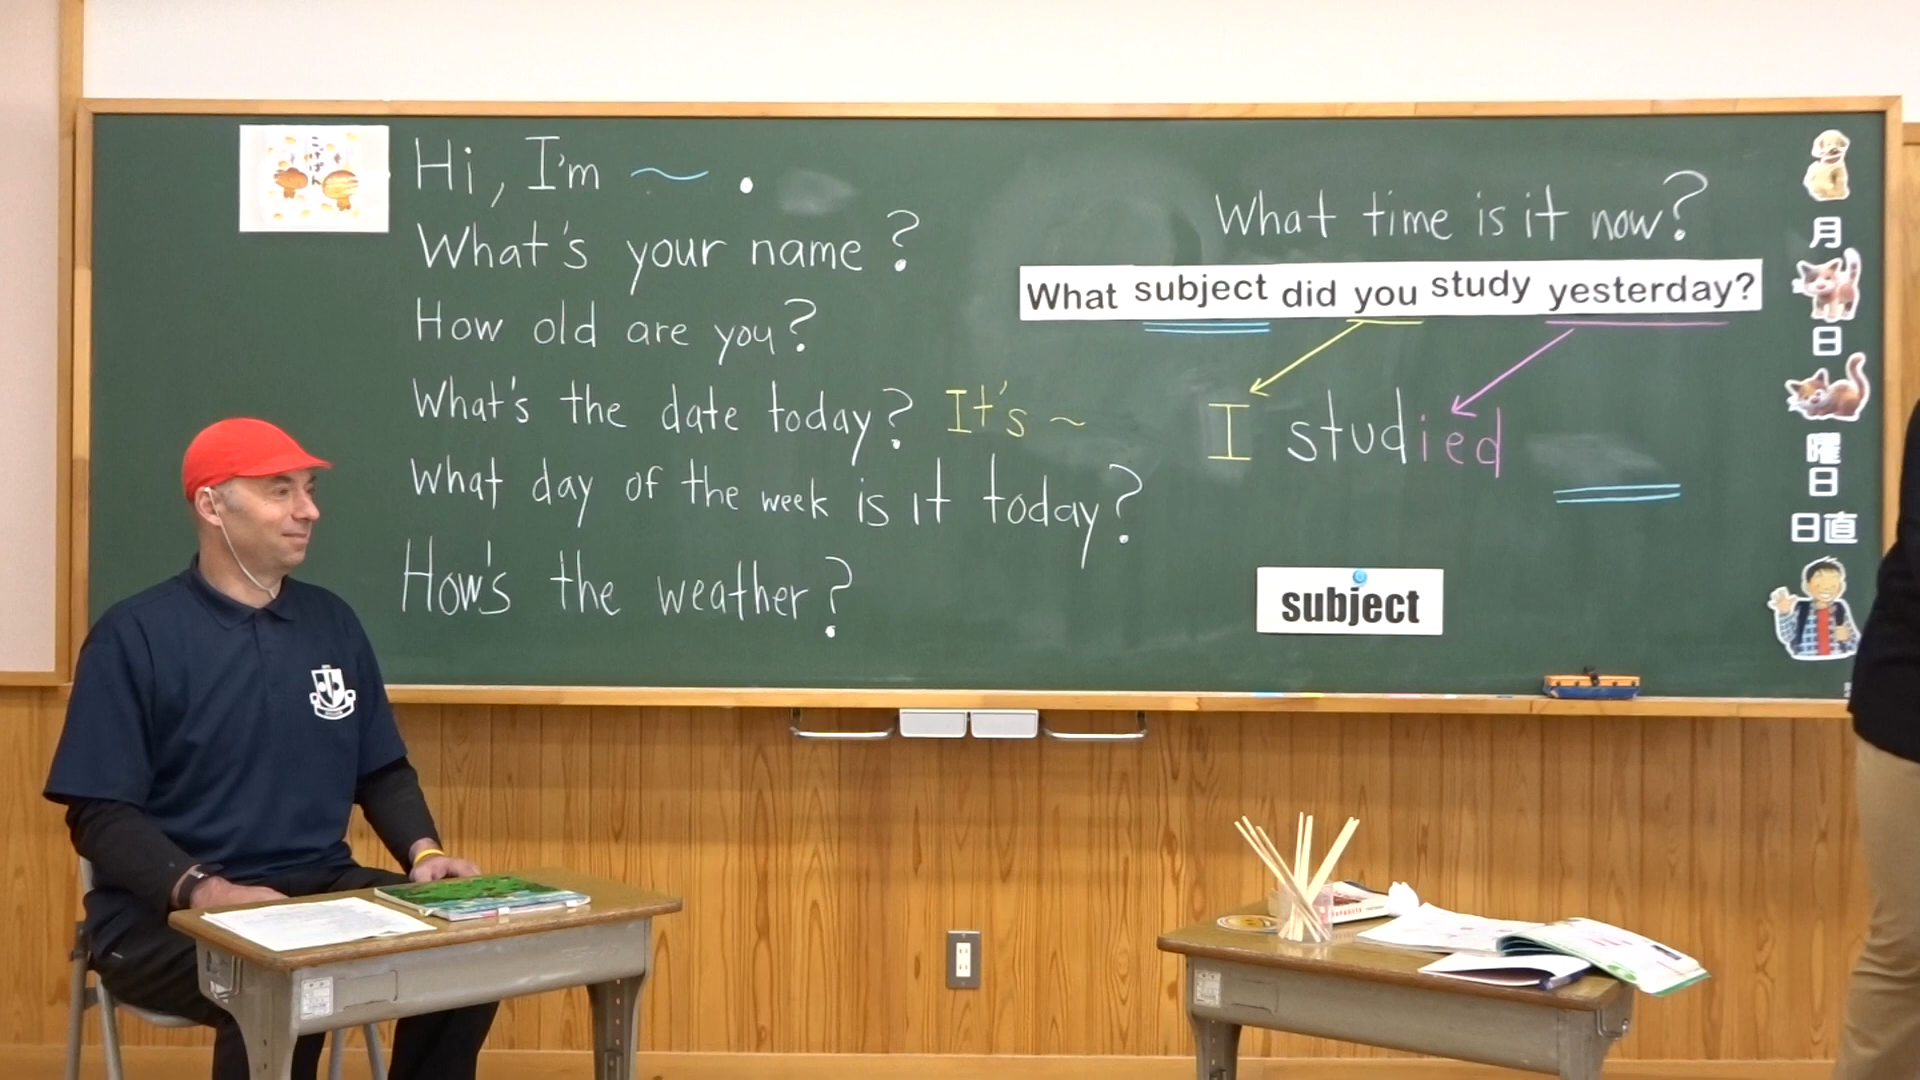 Hi, I'm ~ .
What's your name?
How old are you?
What's the date today? It's ~
What day of the week is it today?
How's the weather?
What time is it now?
What subject did you study yesterday?
I studied
subject
月
日
曜
日
日直